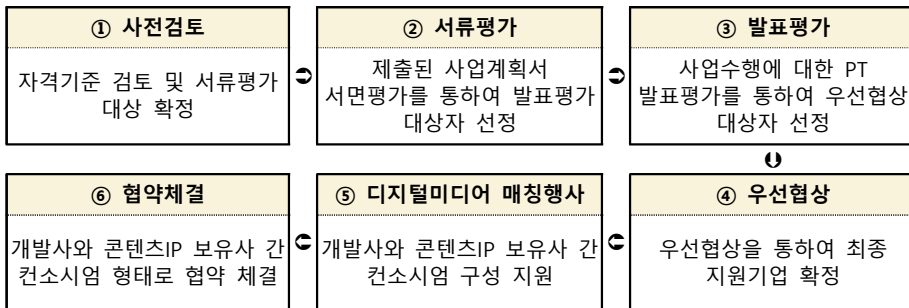 ① 사전검토
자격기준 검토 및 서류평가
대상 확정
② 서류평가
제출된 사업계획서
서면평가를 통하여 발표평가
대상자 선정
③ 발표평가
사업수행에 대한 PT
발표평가를 통하여 우선협상
대상자 선정
④ 우선협상
우선협상을 통하여 최종
지원기업 확정
⑤ 디지털미디어 매칭행사
개발사와 콘텐츠IP 보유사 간
컨소시엄 구성 지원
⑥ 협약체결
개발사와 콘텐츠IP 보유사 간
컨소시엄 형태로 협약 체결